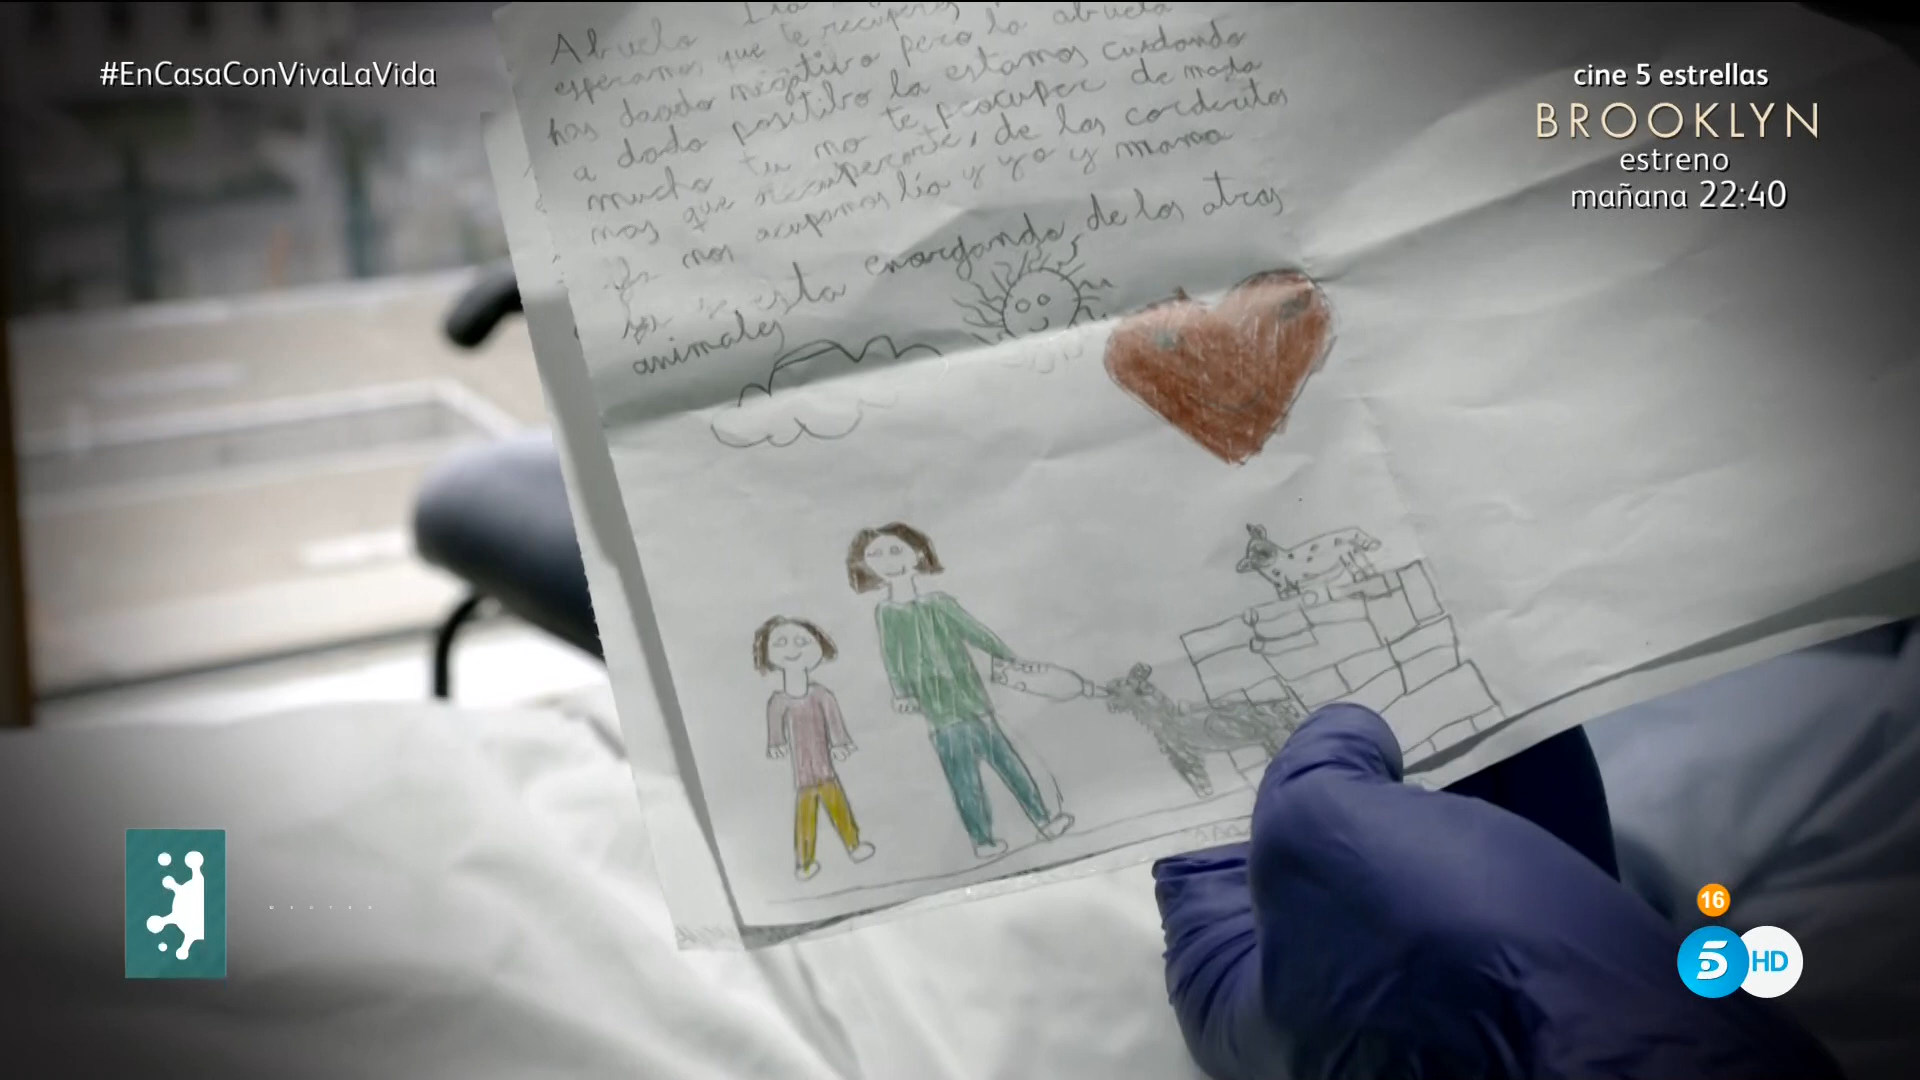 #EnCasaConVivaLaVida
cine 5 estrellas
BROOKLYN
estreno
mañana 22:40
Abuelo
esperamos que te recuperes
has dado negativo pero la abuela
a dado positibo la estamos cuidando
mucho tu no te preocupes de nada
mas que recuperarte, de los corderitos
nos ocupamos lía y yo y mama
esta encargando de los otros
animales
16
5 HD